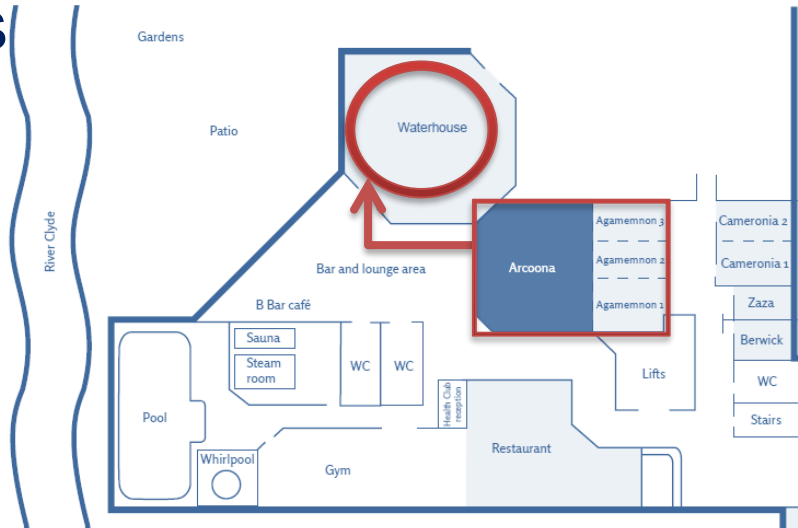 s
Gardens
Waterhouse
Patio
River Clyde
Agamemnon 3
Cameronia 2
Agamemnon 2
Arcoona
Cameronia 1
Bar and lounge area
Agamemnon 1
Zaza
B Bar café
Sauna
Berwick
Steam
room
WC
WC
Lifts
WC
Health Club
reception
Pool
Stairs
Restaurant
Whirlpool
Gym